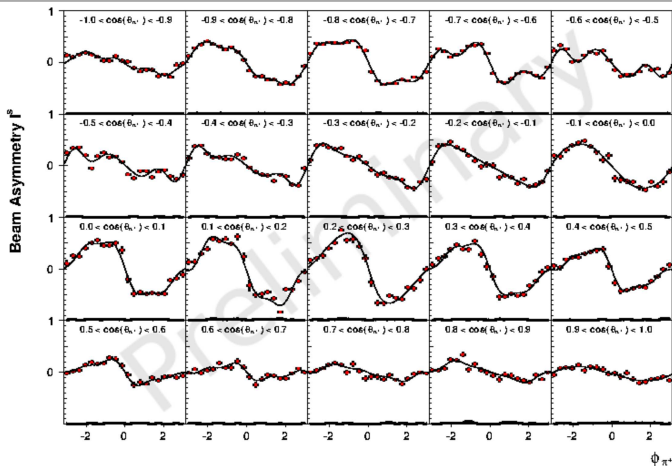 1
-1.0 < cos(θπ⁺) < -0.9
-0.9 < cos(θπ⁺) < -0.8
-0.8 < cos(θπ⁺) < -0.7
-0.7 < cos(θπ⁺) < -0.6
-0.6 < cos(θπ⁺) < -0.5
0
1
-0.5 < cos(θπ⁺) < -0.4
-0.4 < cos(θπ⁺) < -0.3
-0.3 < cos(θπ⁺) < -0.2
-0.2 < cos(θπ⁺) < -0.1
-0.1 < cos(θπ⁺) < 0.0
0
Beam Asymmetry Iˢ
1
0.0 < cos(θπ⁺) < 0.1
0.1 < cos(θπ⁺) < 0.2
0.2 < cos(θπ⁺) < 0.3
0.3 < cos(θπ⁺) < 0.4
0.4 < cos(θπ⁺) < 0.5
0
1
0.5 < cos(θπ⁺) < 0.6
0.6 < cos(θπ⁺) < 0.7
0.7 < cos(θπ⁺) < 0.8
0.8 < cos(θπ⁺) < 0.9
0.9 < cos(θπ⁺) < 1.0
0
-2 0 2 -2 0 2 -2 0 2 -2 0 2 -2 0 2
ϕπ⁺
Preliminary